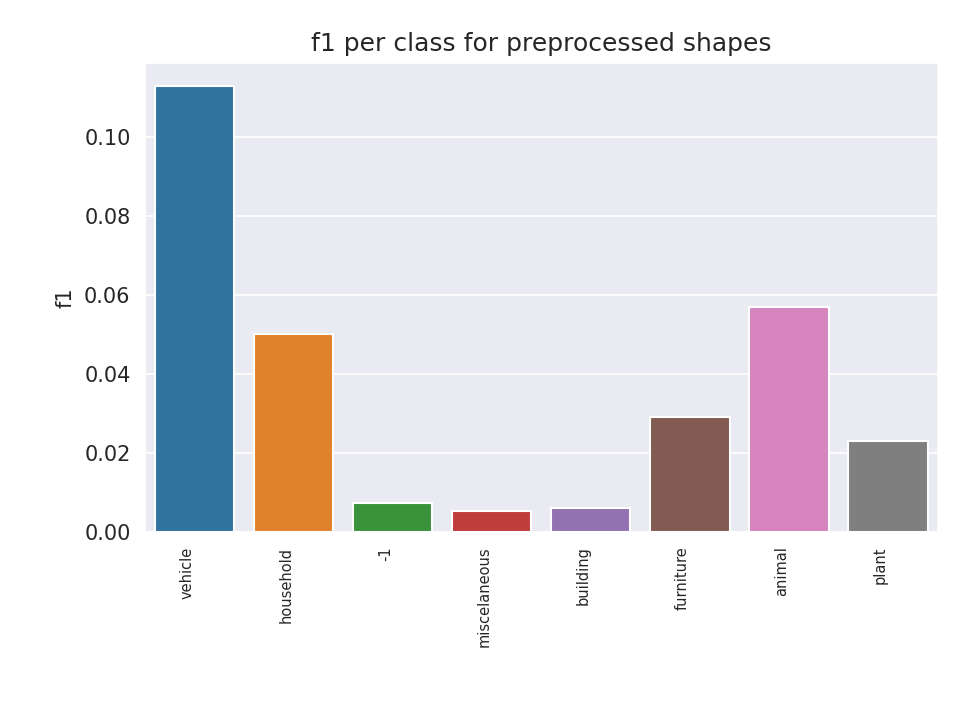 f1 per class for preprocessed shapes
f1
0.10
0.08
0.06
0.04
0.02
0.00
vehicle
household
-1
miscelaneous
building
furniture
animal
plant